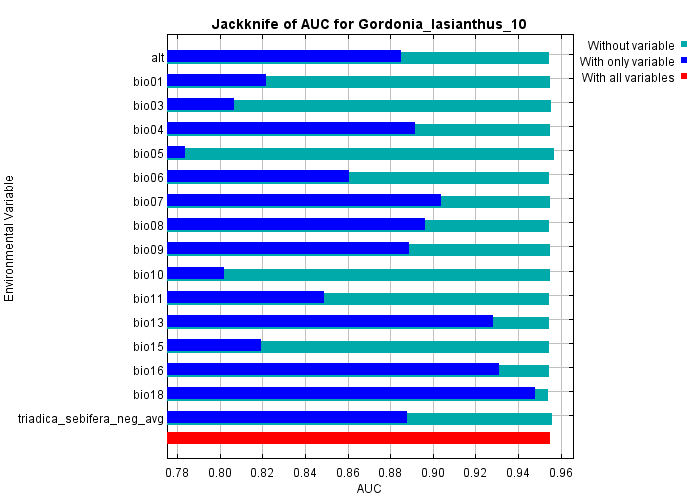 Jackknife of AUC for Gordonia_lasianthus_10
Without variable
With only variable
With all variables
Environmental Variable
alt
bio01
bio03
bio04
bio05
bio06
bio07
bio08
bio09
bio10
bio11
bio13
bio15
bio16
bio18
triadica_sebifera_neg_avg
0.78 0.80 0.82 0.84 0.86 0.88 0.90 0.92 0.94 0.96
AUC